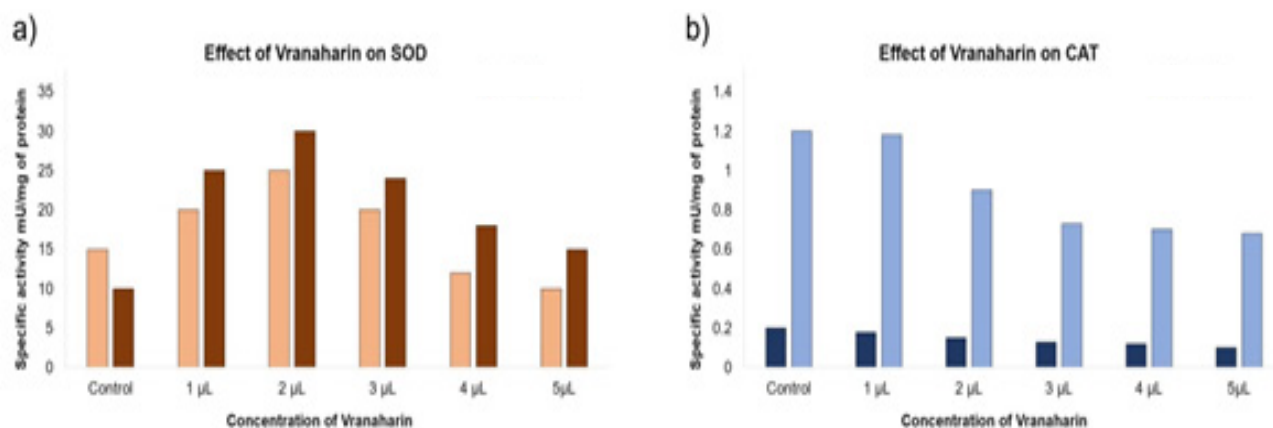 a)
Effect of Vranaharin on SOD
Specific activity mU/mg of protein
35
30
25
20
15
10
5
0
Control 1 µL 2 µL 3 µL 4 µL 5µL
Concentration of Vranaharin
b)
Effect of Vranaharin on CAT
Specific activity mU/mg of protein
1.4
1.2
1
0.8
0.6
0.4
0.2
0
Control 1 µL 2 µL 3 µL 4 µL 5µL
Concentration of Vranaharin